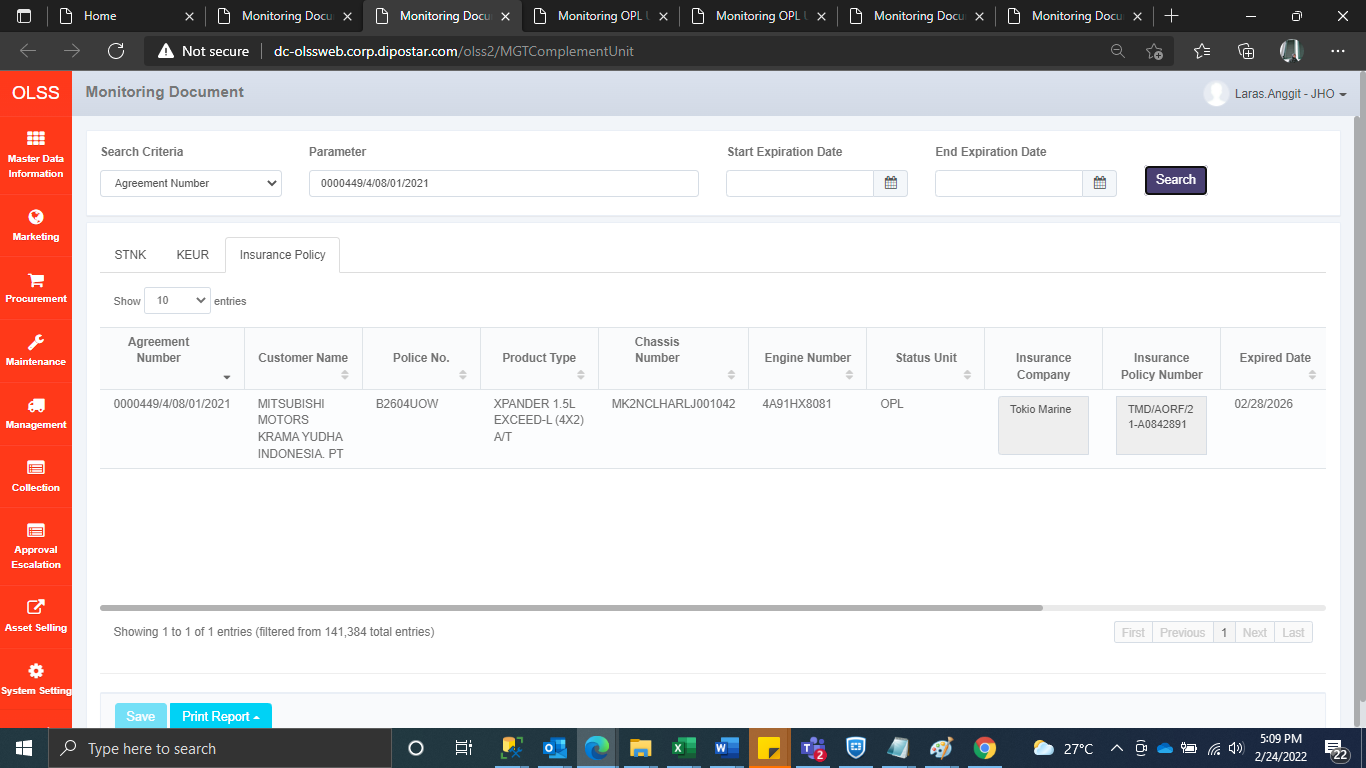 Home
Monitoring Docu
Monitoring Docu
Monitoring OPL U
Monitoring OPL U
Monitoring Docu
Monitoring Docu
Not secure
dc-olssweb.corp.dipostar.com/olss2/MGTComplementUnit
OLSS
Monitoring Document
Laras.Anggit - JHO
Master Data
Information
Marketing
Procurement
Maintenance
Management
Collection
Approval
Escalation
Asset Selling
System Setting
Search Criteria
Parameter
Start Expiration Date
End Expiration Date
Agreement Number
0000449/4/08/01/2021
Search
STNK
KEUR
Insurance Policy
Show 10 entries
Agreement
Number
Customer Name
Police No.
Product Type
Chassis
Number
Engine Number
Status Unit
Insurance
Company
Insurance
Policy Number
Expired Date
0000449/4/08/01/2021
MITSUBISHI
MOTORS
KRAMA YUDHA
INDONESIA. PT
B2604UOW
XPANDER 1.5L
EXCEED-L (4X2)
A/T
MK2NCLHARLJ001042
4A91HX8081
OPL
Tokio Marine
TMD/AORF/2
1-A0842891
02/28/2026
Showing 1 to 1 of 1 entries (filtered from 141,384 total entries)
First
Previous
1
Next
Last
Save
Print Report
Type here to search
2
27°C
5:09 PM
2/24/2022
22